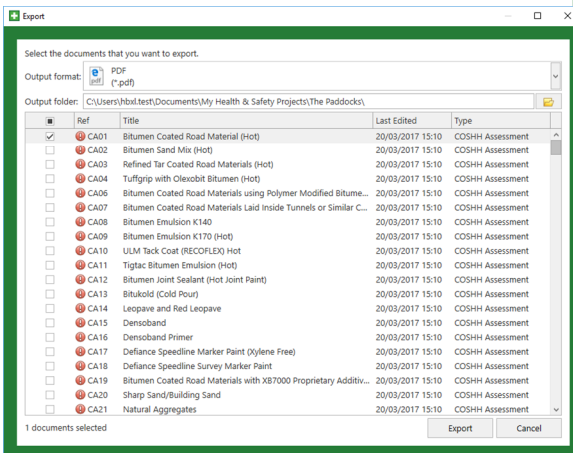 Export
Select the documents that you want to export.
Output format: PDF
(*.pdf)
Output folder: C:\Users\hbxl.test\Documents\My Health & Safety Projects\The Paddocks\
Ref Title Last Edited Type
CA01 Bitumen Coated Road Material (Hot) 20/03/2017 15:10 COSHH Assessment
CA02 Bitumen Sand Mix (Hot) 20/03/2017 15:10 COSHH Assessment
CA03 Refined Tar Coated Road Materials (Hot) 20/03/2017 15:10 COSHH Assessment
CA04 Tuffgrip with Olexobit Bitumen (Hot) 20/03/2017 15:10 COSHH Assessment
CA06 Bitumen Coated Road Materials using Polymer Modified Bitume... 20/03/2017 15:10 COSHH Assessment
CA07 Bitumen Coated Road Materials Laid Inside Tunnels or Similar C... 20/03/2017 15:10 COSHH Assessment
CA08 Bitumen Emulsion K140 20/03/2017 15:10 COSHH Assessment
CA09 Bitumen Emulsion K170 (Hot) 20/03/2017 15:10 COSHH Assessment
CA10 ULM Tack Coat (RECOFLEX) Hot 20/03/2017 15:10 COSHH Assessment
CA11 Tigtac Bitumen Emulsion (Hot) 20/03/2017 15:10 COSHH Assessment
CA12 Bitumen Joint Sealant (Hot Joint Paint) 20/03/2017 15:10 COSHH Assessment
CA13 Bitukold (Cold Pour) 20/03/2017 15:10 COSHH Assessment
CA14 Leopave and Red Leopave 20/03/2017 15:10 COSHH Assessment
CA15 Densoband 20/03/2017 15:10 COSHH Assessment
CA16 Densoband Primer 20/03/2017 15:10 COSHH Assessment
CA17 Defiance Speedline Marker Paint (Xylene Free) 20/03/2017 15:10 COSHH Assessment
CA18 Defiance Speedline Survey Marker Paint 20/03/2017 15:10 COSHH Assessment
CA19 Bitumen Coated Road Materials with XB7000 Proprietary Additiv... 20/03/2017 15:10 COSHH Assessment
CA20 Sharp Sand/Building Sand 20/03/2017 15:10 COSHH Assessment
CA21 Natural Aggregates 20/03/2017 15:10 COSHH Assessment
1 documents selected Export Cancel